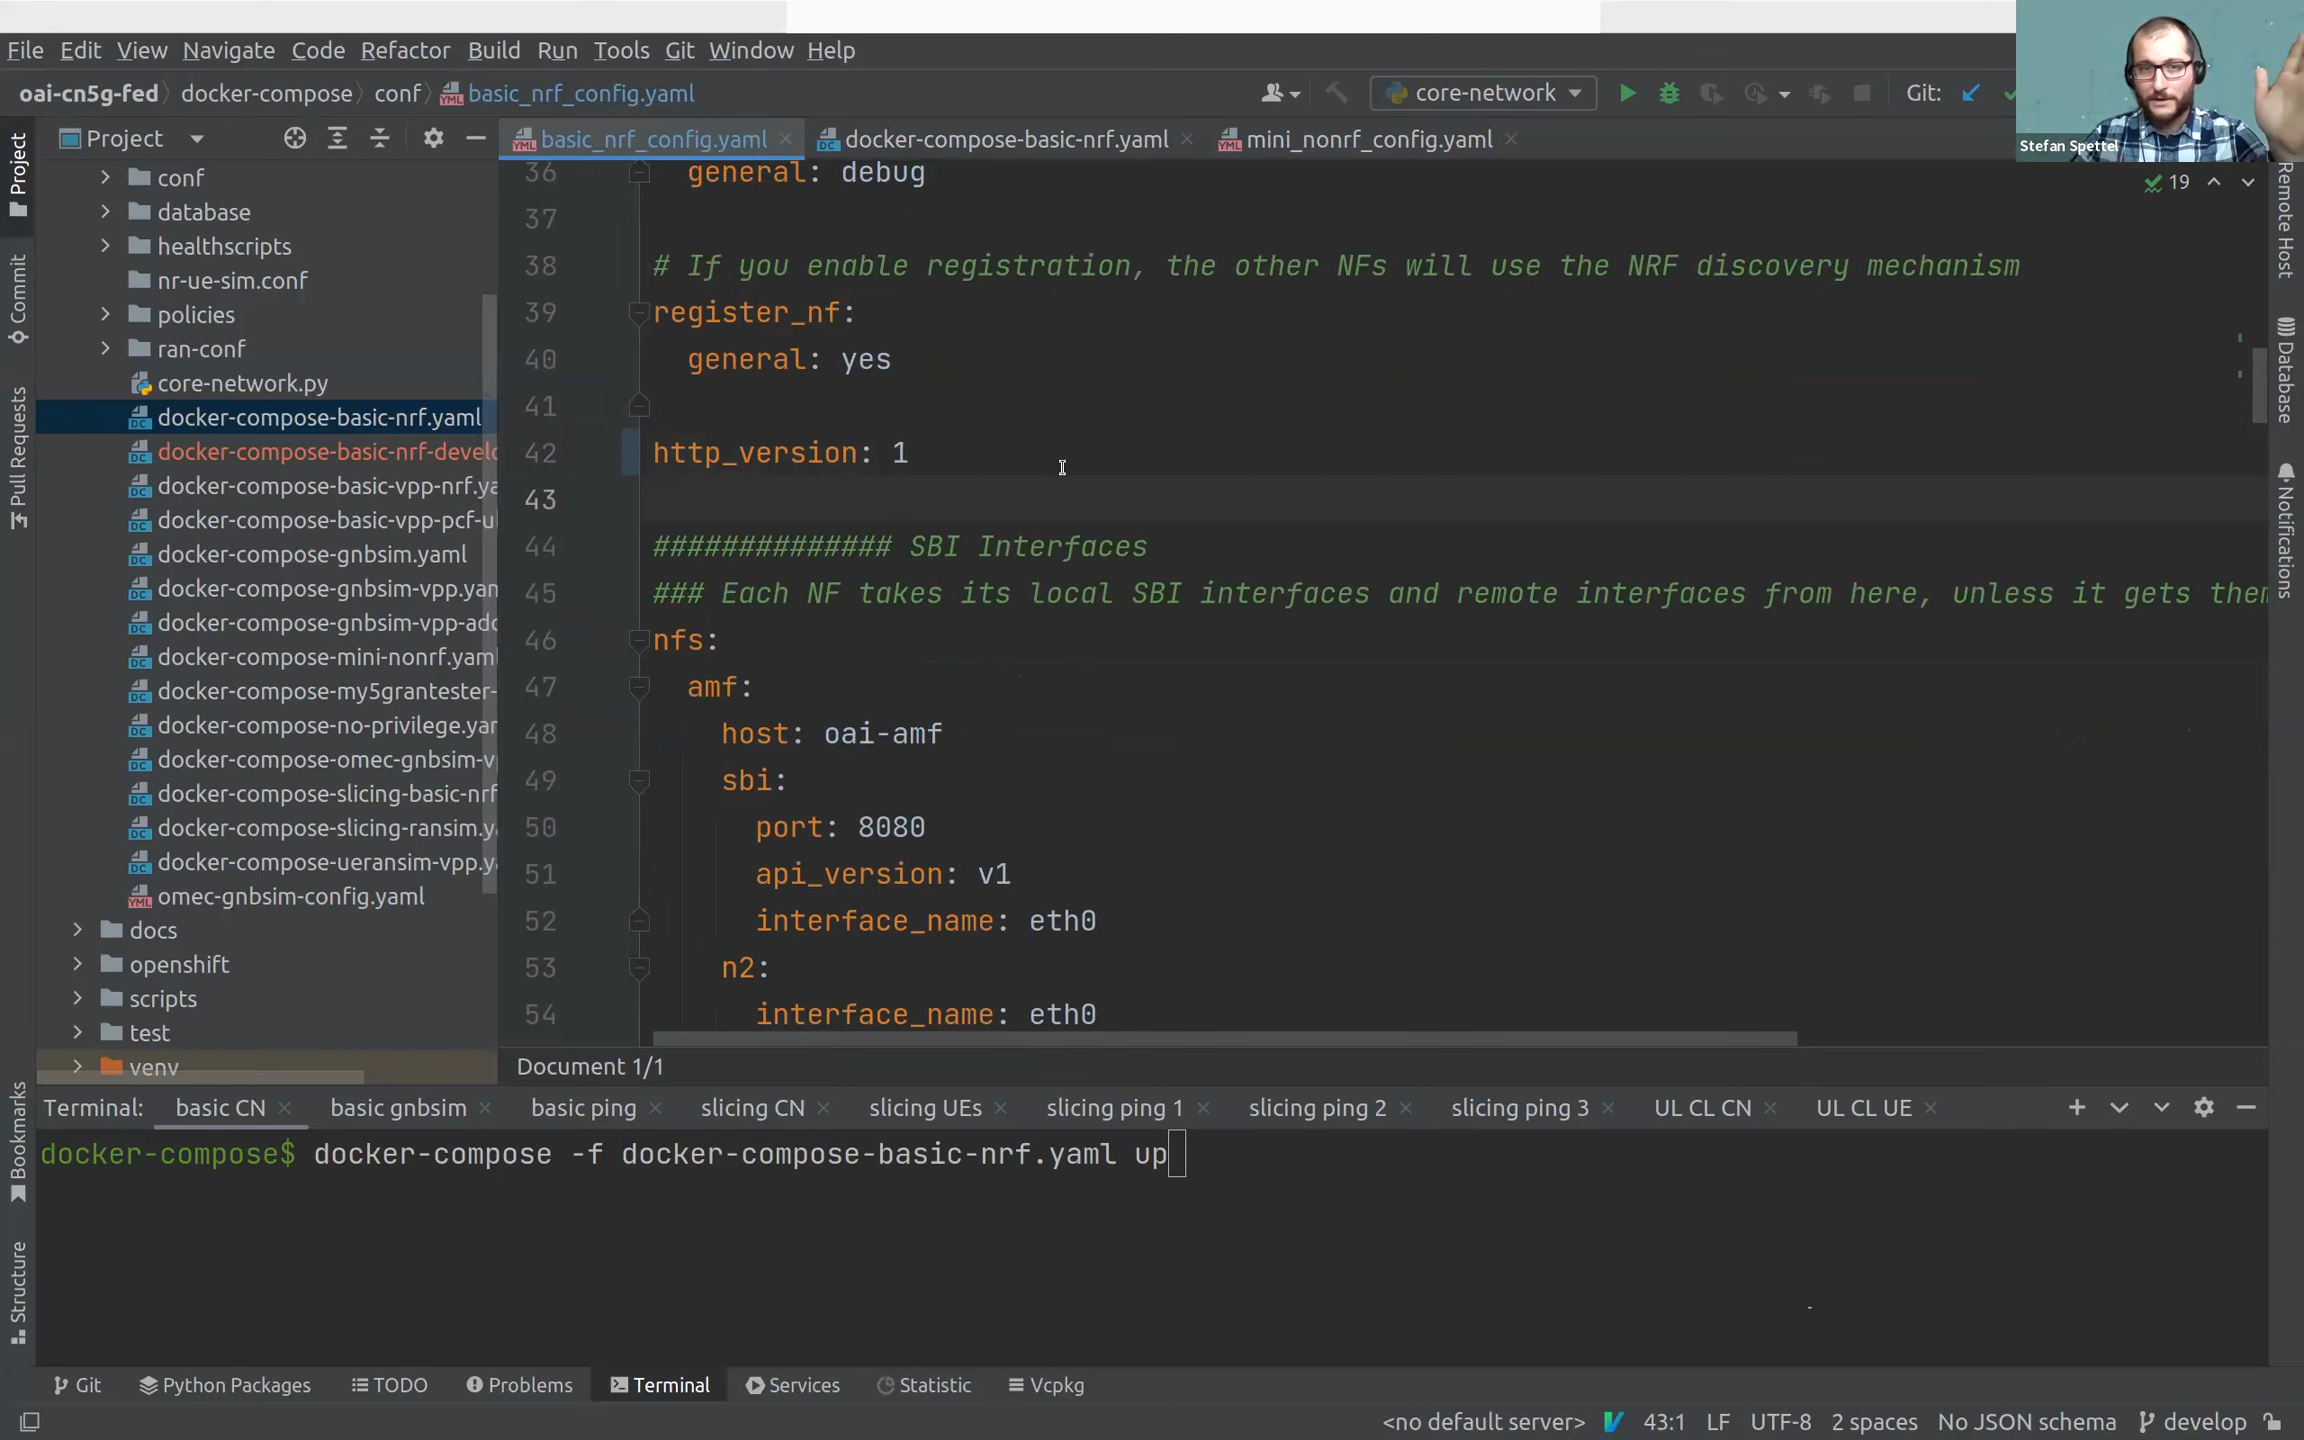 File Edit View Navigate Code Refactor Build Run Tools Git Window Help
oai-cn5g-fed docker-compose conf basic_nrf_config.yaml core-network Git:
Stefan Spettel
Project
basic_nrf_config.yaml docker-compose-basic-nrf.yaml mini_nonrf_config.yaml
19
Project
Commit
Pull Requests
Bookmarks
Structure
conf
database
healthscripts
nr-ue-sim.conf
policies
ran-conf
core-network.py
docker-compose-basic-nrf.yaml
docker-compose-basic-nrf-develo
docker-compose-basic-vpp-nrf.ya
docker-compose-basic-vpp-pcf-u
docker-compose-gnbsim.yaml
docker-compose-gnbsim-vpp.yam
docker-compose-gnbsim-vpp-add
docker-compose-mini-nonrf.yaml
docker-compose-my5grantester-
docker-compose-no-privilege.yam
docker-compose-omec-gnbsim-v
docker-compose-slicing-basic-nrf
docker-compose-slicing-ransim.y
docker-compose-ueransim-vpp.y
omec-gnbsim-config.yaml
docs
openshift
scripts
test
venv
36 general: debug
37
38 # If you enable registration, the other NFs will use the NRF discovery mechanism
39 register_nf:
40 general: yes
41
42 http_version: 1
43
44 ############## SBI Interfaces
45 ### Each NF takes its local SBI interfaces and remote interfaces from here, unless it gets them
46 nfs:
47 amf:
48 host: oai-amf
49 sbi:
50 port: 8080
51 api_version: v1
52 interface_name: eth0
53 n2:
54 interface_name: eth0
Document 1/1
Remote Host
Database
Notifications
Terminal: basic CN basic gnbsim basic ping slicing CN slicing UEs slicing ping 1 slicing ping 2 slicing ping 3 UL CL CN UL CL UE
docker-compose$ docker-compose -f docker-compose-basic-nrf.yaml up
Git Python Packages TODO Problems Terminal Services Statistic Vcpkg
<no default server> 43:1 LF UTF-8 2 spaces No JSON schema develop